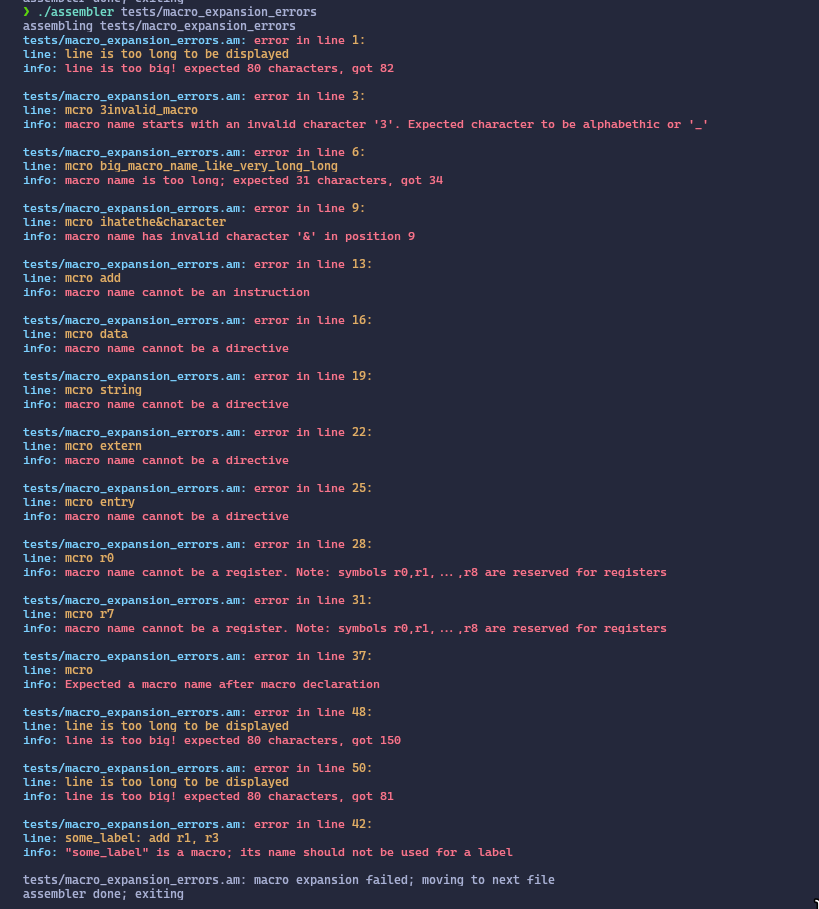 assembler done; exiting
❯ ./assembler tests/macro_expansion_errors
assembling tests/macro_expansion_errors
tests/macro_expansion_errors.am: error in line 1:
line: line is too long to be displayed
info: line is too big! expected 80 characters, got 82

tests/macro_expansion_errors.am: error in line 3:
line: mcro 3invalid_macro
info: macro name starts with an invalid character '3'. Expected character to be alphabethic or '_'

tests/macro_expansion_errors.am: error in line 6:
line: mcro big_macro_name_like_very_long_long
info: macro name is too long; expected 31 characters, got 34

tests/macro_expansion_errors.am: error in line 9:
line: mcro ihatethe&character
info: macro name has invalid character '&' in position 9

tests/macro_expansion_errors.am: error in line 13:
line: mcro add
info: macro name cannot be an instruction

tests/macro_expansion_errors.am: error in line 16:
line: mcro data
info: macro name cannot be a directive

tests/macro_expansion_errors.am: error in line 19:
line: mcro string
info: macro name cannot be a directive

tests/macro_expansion_errors.am: error in line 22:
line: mcro extern
info: macro name cannot be a directive

tests/macro_expansion_errors.am: error in line 25:
line: mcro entry
info: macro name cannot be a directive

tests/macro_expansion_errors.am: error in line 28:
line: mcro r0
info: macro name cannot be a register. Note: symbols r0,r1,...,r8 are reserved for registers

tests/macro_expansion_errors.am: error in line 31:
line: mcro r7
info: macro name cannot be a register. Note: symbols r0,r1,...,r8 are reserved for registers

tests/macro_expansion_errors.am: error in line 37:
line: mcro
info: Expected a macro name after macro declaration

tests/macro_expansion_errors.am: error in line 48:
line: line is too long to be displayed
info: line is too big! expected 80 characters, got 150

tests/macro_expansion_errors.am: error in line 50:
line: line is too long to be displayed
info: line is too big! expected 80 characters, got 81

tests/macro_expansion_errors.am: error in line 42:
line: some_label: add r1, r3
info: "some_label" is a macro; its name should not be used for a label

tests/macro_expansion_errors.am: macro expansion failed; moving to next file
assembler done; exiting